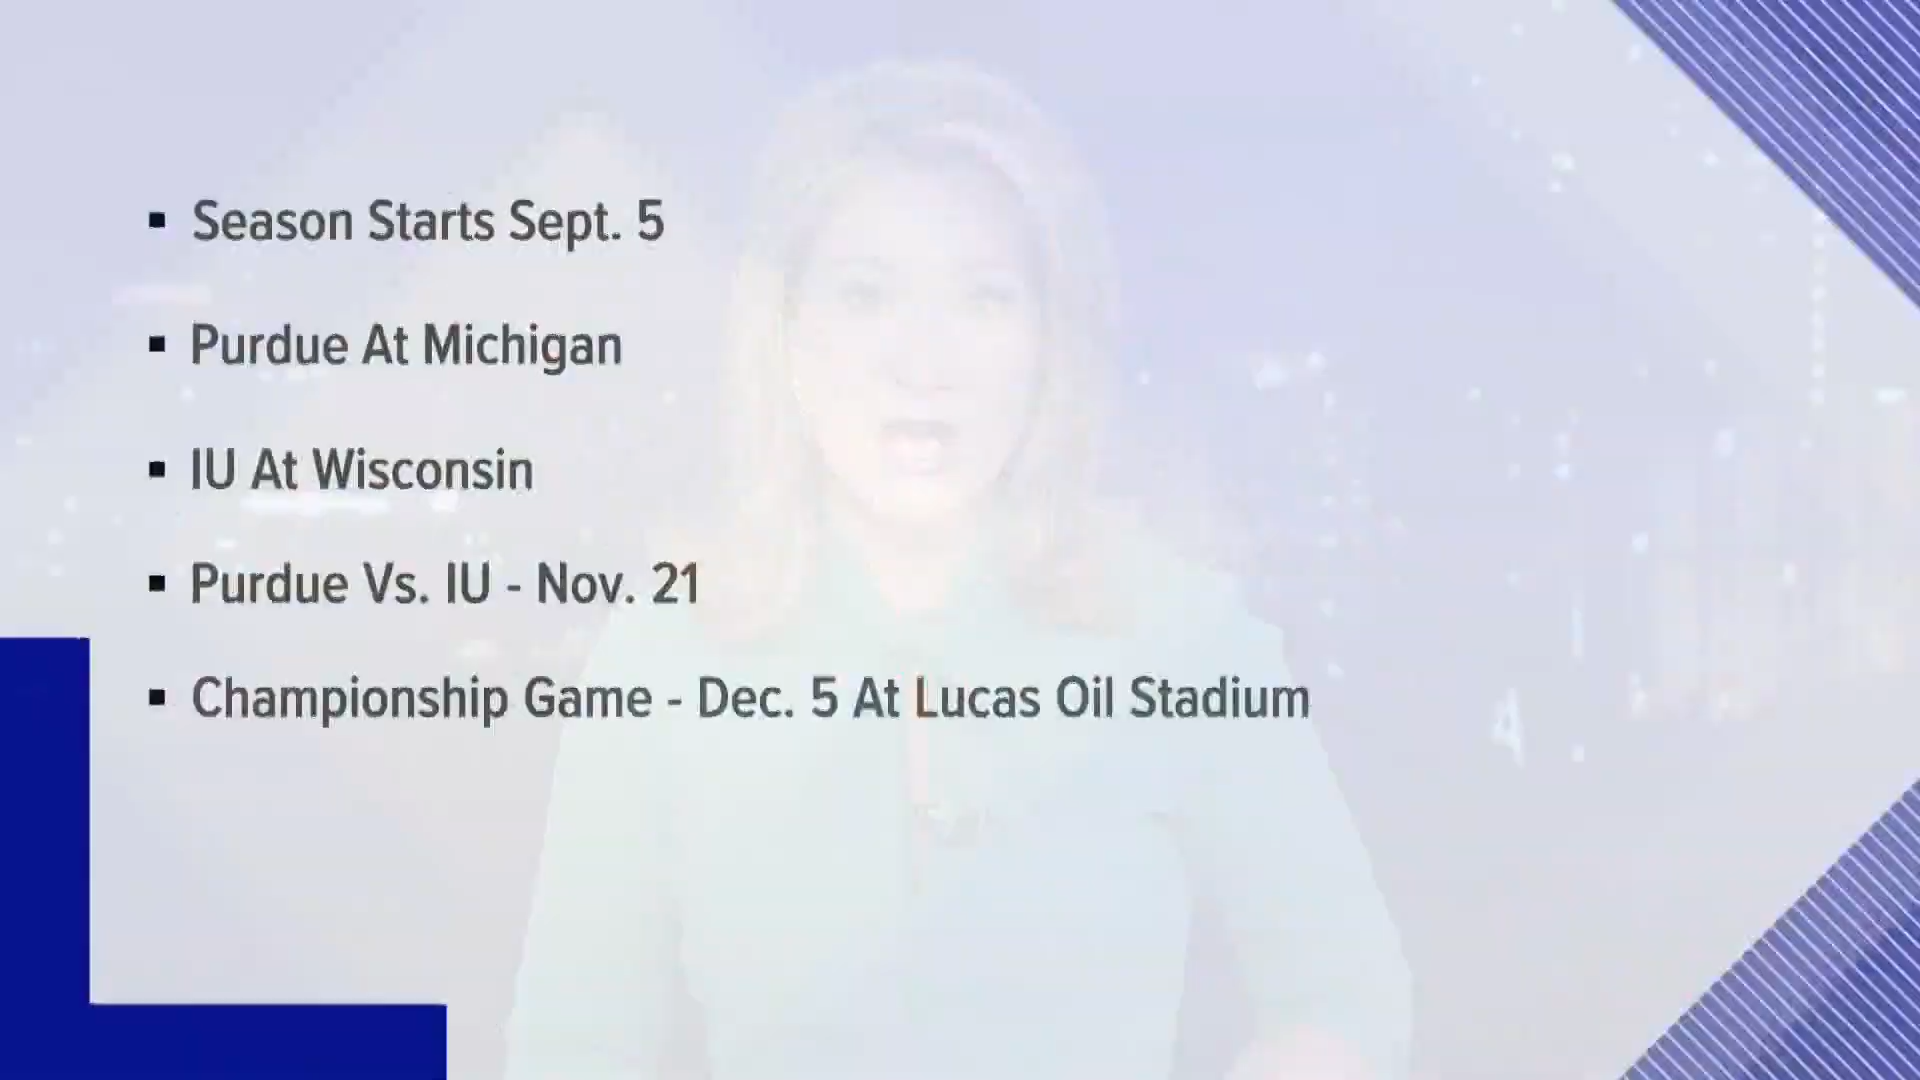 Season Starts Sept. 5
Purdue At Michigan
IU At Wisconsin
Purdue Vs. IU - Nov. 21
Championship Game - Dec. 5 At Lucas Oil Stadium
4